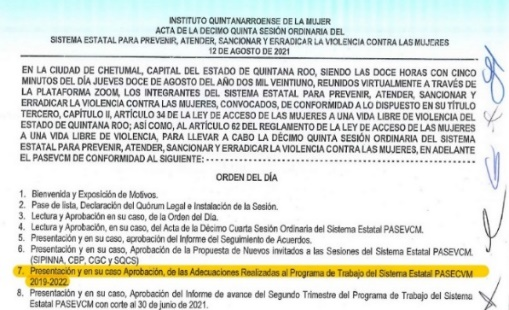 INSTITUTO QUINTANARROENSE DE LA MUJER
ACTA DE LA DÉCIMO QUINTA SESIÓN ORDINARIA DEL
SISTEMA ESTATAL PARA PREVENIR, ATENDER, SANCIONAR Y ERRADICAR LA VIOLENCIA CONTRA LAS MUJERES
12 DE AGOSTO DE 2021
EN LA CIUDAD DE CHETUMAL, CAPITAL DEL ESTADO DE QUINTANA ROO, SIENDO LAS DOCE HORAS CON CINCO
MINUTOS DEL DÍA JUEVES DOCE DE AGOSTO DEL AÑO DOS MIL VEINTIUNO, REUNIDOS VIRTUALMENTE A TRAVÉS DE
LA PLATAFORMA ZOOM, LOS INTEGRANTES DEL SISTEMA ESTATAL PARA PREVENIR, ATENDER, SANCIONAR Y
ERRADICAR LA VIOLENCIA CONTRA LAS MUJERES, CONVOCADOS, DE CONFORMIDAD A LO DISPUESTO EN SU TÍTULO
TERCERO, CAPÍTULO II, ARTÍCULO 34 DE LA LEY DE ACCESO DE LAS MUJERES A UNA VIDA LIBRE DE VIOLENCIA DEL
ESTADO DE QUINTANA ROO; ASÍ COMO, AL ARTÍCULO 62 DEL REGLAMENTO DE LA LEY DE ACCESO DE LAS MUJERES
A UNA VIDA LIBRE DE VIOLENCIA, PARA LLEVAR A CABO LA DÉCIMO QUINTA SESIÓN ORDINARIA DEL SISTEMA
ESTATAL PARA PREVENIR, ATENDER, SANCIONAR Y ERRADICAR LA VIOLENCIA CONTRA LAS MUJERES, EN ADELANTE
EL PASEVCM DE CONFORMIDAD AL SIGUIENTE: - - - - - - - - - - - - - - - - - - - - - - - - - - - - - -
ORDEN DEL DÍA
1. Bienvenida y Exposición de Motivos.
2. Pase de lista, Declaración del Quórum Legal e Instalación de la Sesión.
3. Lectura y Aprobación en su caso, de la Orden del Día.
4. Lectura y Aprobación en su caso, del Acta de la Décimo Cuarta Sesión Ordinaria del Sistema Estatal PASEVCM.
5. Presentación y en su caso, aprobación del Informe del Seguimiento de Acuerdos.
6. Presentación y en su caso, Aprobación de la Propuesta de Nuevos invitados a las Sesiones del Sistema Estatal PASEVCM.
(SIPINNA, CBP, CGC y SQCS)
7. Presentación y en su caso Aprobación, de las Adecuaciones Realizadas al Programa de Trabajo del Sistema Estatal PASECVM
2019-2022.
8. Presentación y en su caso, Aprobación del Informe de avance del Segundo Trimestre del Programa de Trabajo del Sistema
Estatal PASEVCM con corte al 30 de junio de 2021.